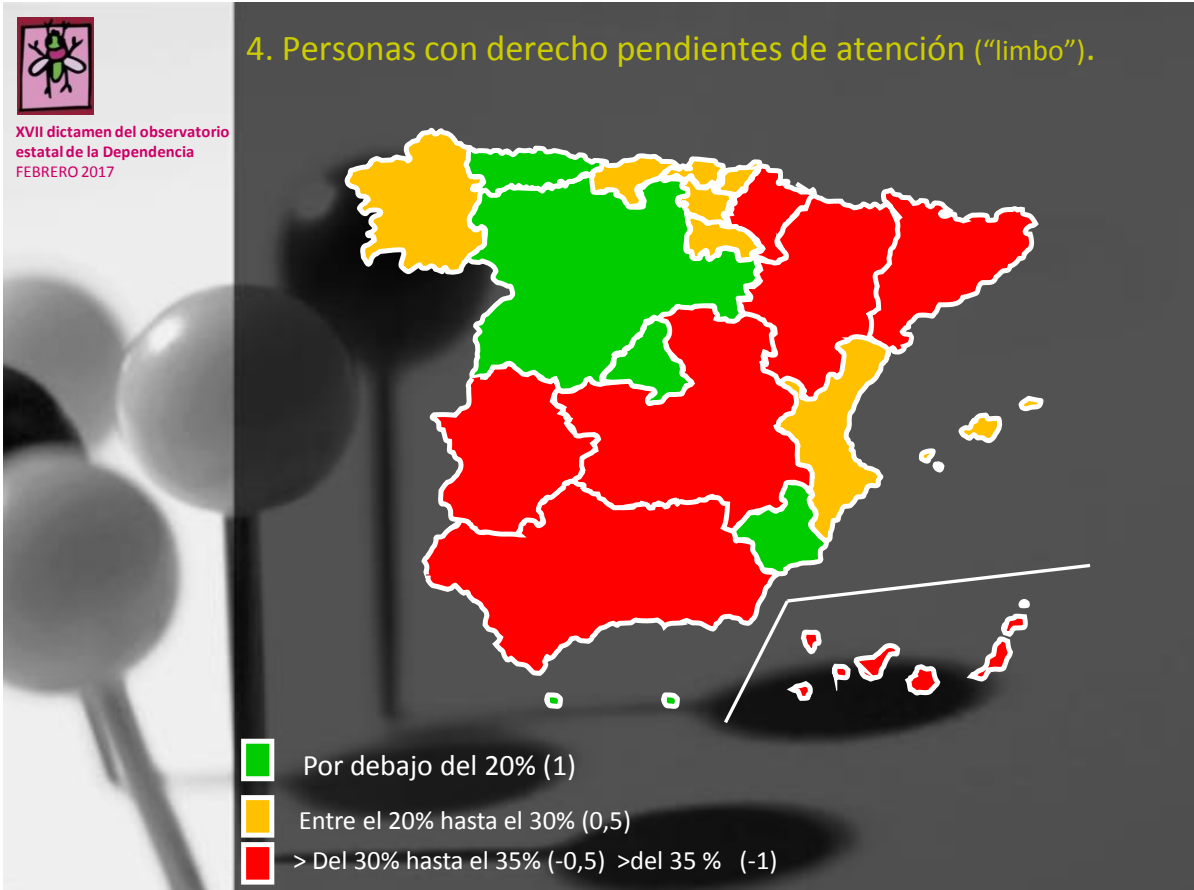 4. Personas con derecho pendientes de atención (“limbo”).
XVII dictamen del observatorio
estatal de la Dependencia
FEBRERO 2017
Por debajo del 20% (1)
Entre el 20% hasta el 30% (0,5)
> Del 30% hasta el 35% (-0,5) >del 35 % (-1)